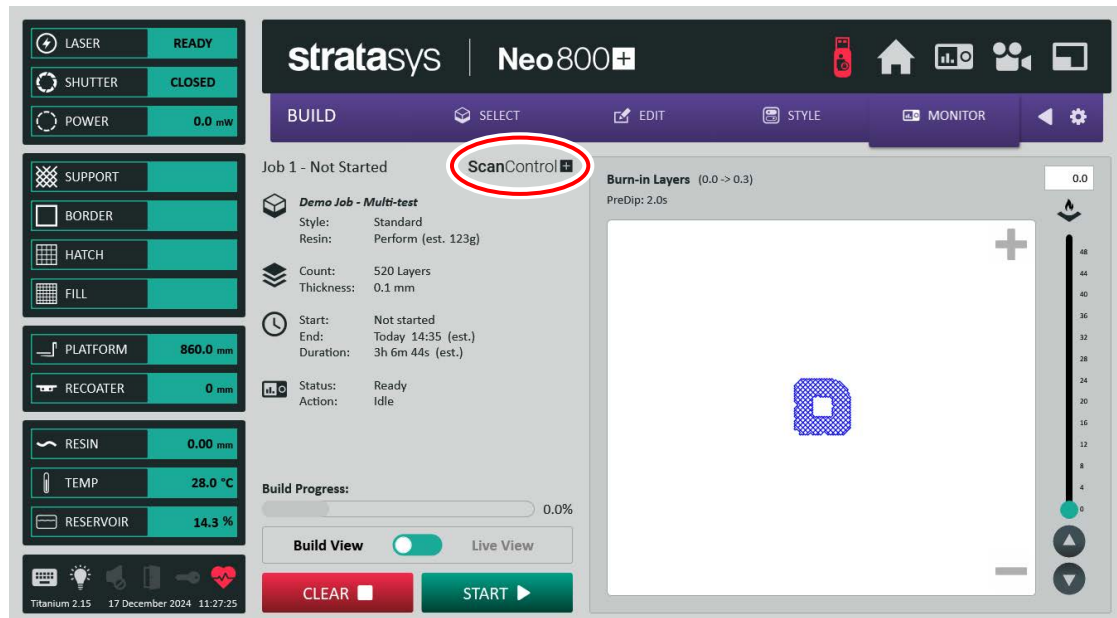 LASER READY
SHUTTER CLOSED
POWER 0.0 mW
SUPPORT
BORDER
HATCH
FILL
PLATFORM 860.0 mm
RECOATER 0 mm
RESIN 0.00 mm
TEMP 28.0 °C
RESERVOIR 14.3 %
Titanium 2.15 17 December 2024 11:27:25
stratasys Neo800+
BUILD SELECT EDIT STYLE MONITOR
Job 1 - Not Started ScanControl+
Demo Job - Multi-test
Style: Standard
Resin: Perform (est. 123g)
Count: 520 Layers
Thickness: 0.1 mm
Start: Not started
End: Today 14:35 (est.)
Duration: 3h 6m 44s (est.)
Status: Ready
Action: Idle
Build Progress:
0.0%
Build View Live View
CLEAR START
Burn-in Layers (0.0 -> 0.3)
PreDip: 2.0s
0.0
48
44
40
36
32
28
24
20
16
12
8
4
0